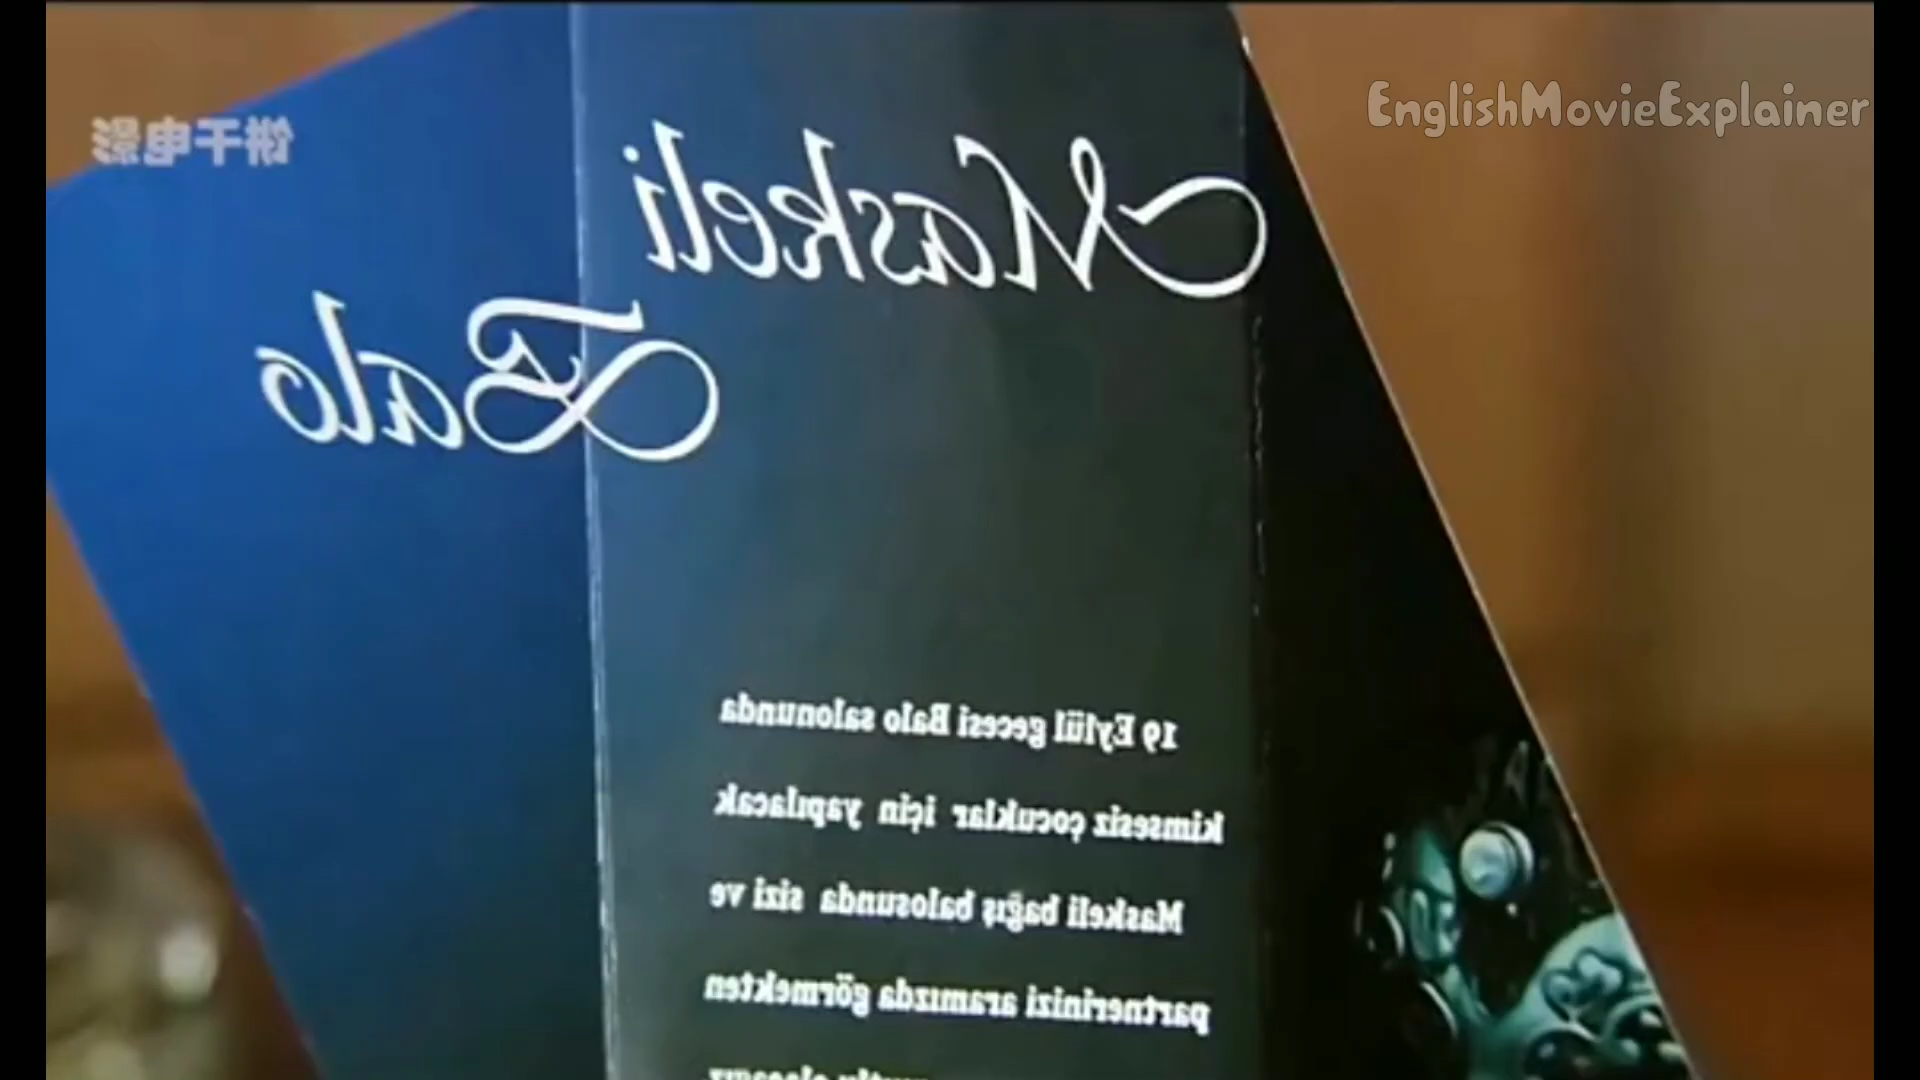 饼干电影
EnglishMovieExplainer
Maskeli
Balo
19 Eylül gecesi Balo salonunda
kimsesiz çocuklar için yapılacak
Maskeli bağış balosunda sizi ve
partnerinizi aramızda görmekten